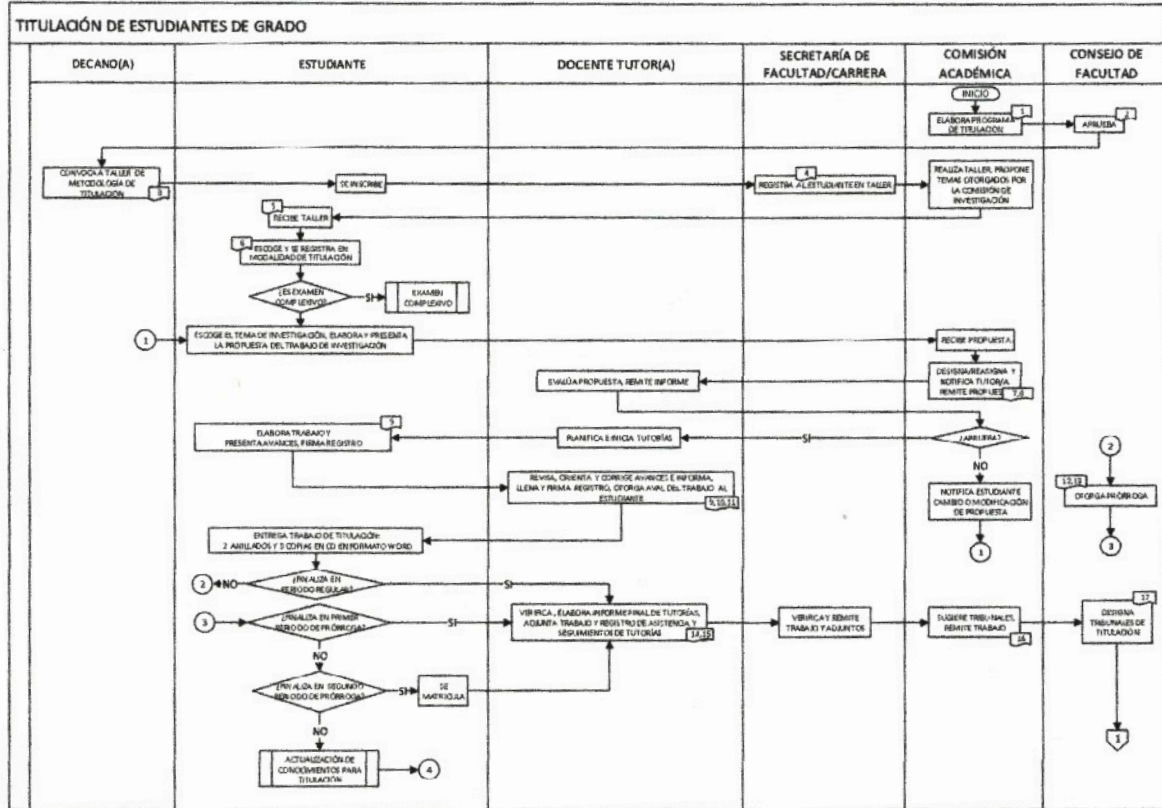 TITULACIÓN DE ESTUDIANTES DE GRADO
DECANO(A)
ESTUDIANTE
DOCENTE TUTOR(A)
SECRETARÍA DE
FACULTAD/CARRERA
COMISIÓN
ACADÉMICA
CONSEJO DE
FACULTAD
INICIO
1
ELABORA PROGRAMA
DE TITULACIÓN
2
APRUEBA
CONVOCA A TALLER DE
METODOLOGÍA DE
TITULACIÓN
3
SE INSCRIBE
4
REGISTRA AL ESTUDIANTE EN TALLER
REALIZA TALLER, PROPONE
TEMAS OTORGADOS POR
LA COMISIÓN DE
INVESTIGACIÓN
5
RECIBE TALLER
6
ESCOGE Y SE REGISTRA EN
MODALIDAD DE TITULACIÓN
¿ES EXAMEN
COMPLEXIVO?
SI
EXAMEN
COMPLEXIVO
1
ESCOGE EL TEMA DE INVESTIGACIÓN, ELABORA Y PRESENTA
LA PROPUESTA DEL TRABAJO DE INVESTIGACIÓN
RECIBE PROPUESTA
EVALÚA PROPUESTA, REMITE INFORME
DESIGNA/REASIGNA Y
NOTIFICA TUTOR/A
REMITE PROPUES
9
ELABORA TRABAJO Y
PRESENTA AVANCES, FIRMA REGISTRO
PLANIFICA E INICIA TUTORÍAS
SI
¿APRUEBA?
2
NO
REVISA, ORIENTA Y CORRIGE AVANCES E INFORMA,
LLENA Y FIRMA REGISTRO, OTORGA AVAL DEL TRABAJO AL
ESTUDIANTE
9,10,11
NOTIFICA ESTUDIANTE
CAMBIO O MODIFICACIÓN
DE PROPUESTA
12,13
OTORGA PRÓRROGA
1
3
ENTREGA TRABAJO DE TITULACIÓN:
2 ANILLADOS Y 3 COPIAS EN CD EN FORMATO WORD
2
NO
¿FINALIZA EN
PERIODO REGULAR?
SI
3
¿FINALIZA EN PRIMER
PERIODO DE PRÓRROGA?
SI
VERIFICA, ELABORA INFORME FINAL DE TUTORÍAS,
ADJUNTA TRABAJO Y REGISTRO DE ASISTENCIA Y
SEGUIMIENTOS DE TUTORÍAS
14,15
VERIFICA Y REMITE
TRABAJO Y ADJUNTOS
SUGIERE TRIBUNALES,
REMITE TRABAJO
16
17
DESIGNA
TRIBUNALES DE
TITULACIÓN
NO
¿FINALIZA EN SEGUNDO
PERIODO DE PRÓRROGA?
SI
SE
MATRICULA
NO
1
ACTUALIZACIÓN DE
CONOCIMIENTOS PARA
TITULACIÓN
4